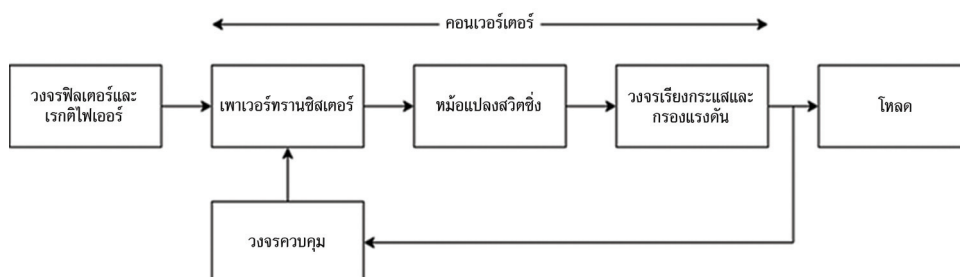 คอนเวอร์เตอร์
วงจรฟิลเตอร์และ
เรกติไฟเออร์
เพาเวอร์ทรานซิสเตอร์
หม้อแปลงสวิตซิ่ง
วงจรเรียงกระแสและ
กรองแรงดัน
โหลด
วงจรควบคุม